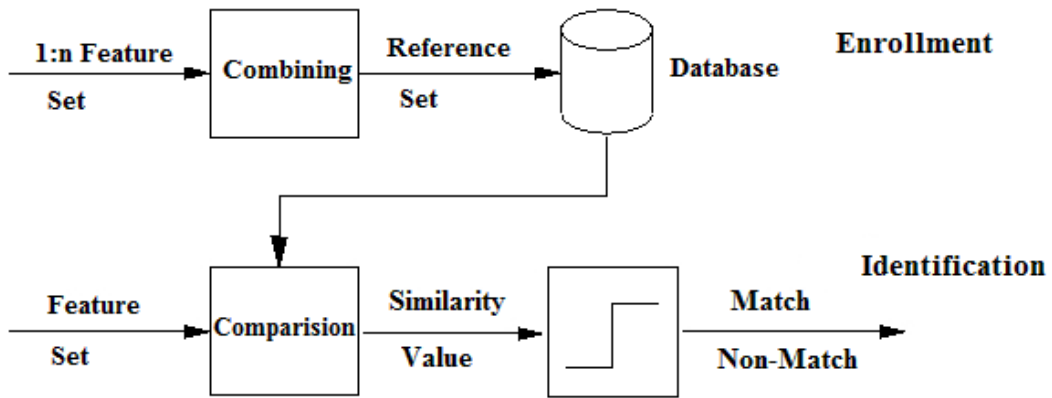 1:n Feature
Set
Combining
Reference
Set
Database
Enrollment
Feature
Set
Comparision
Similarity
Value
Match
Non-Match
Identification